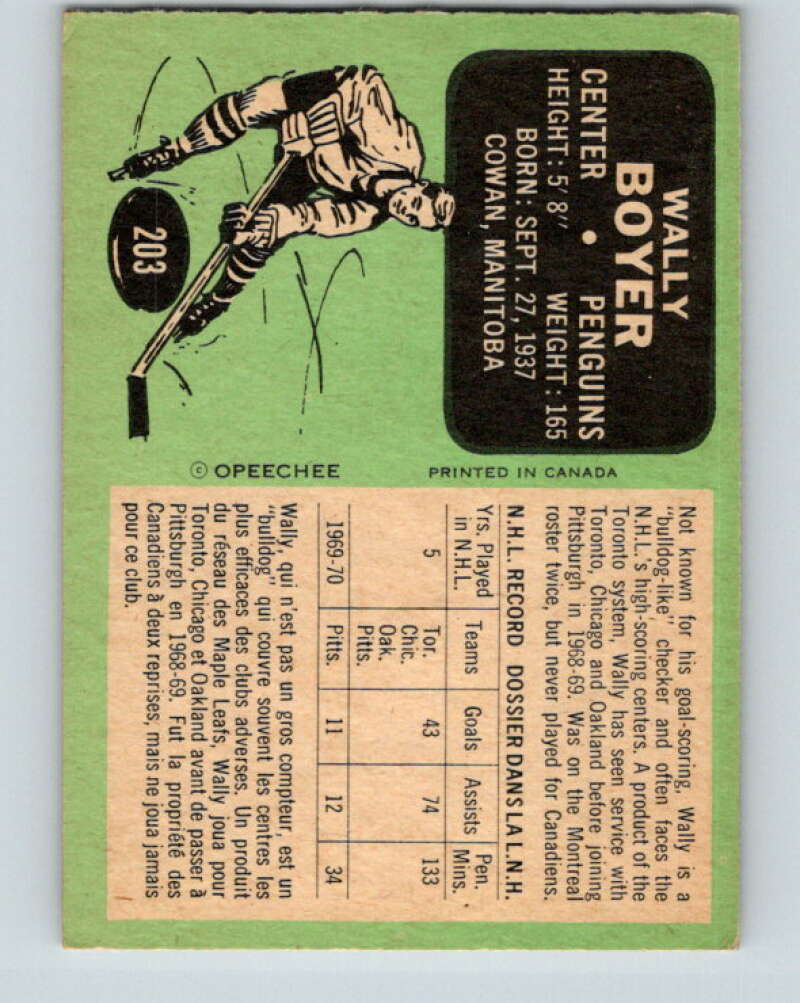 WALLY
BOYER
CENTER • PENGUINS
HEIGHT: 5'8" WEIGHT: 165
BORN: SEPT. 27, 1937
COWAN, MANITOBA
203
© OPEECHEE PRINTED IN CANADA
Not known for his goal-scoring, Wally is a
"bulldog-like" checker and often faces the
N.H.L.'s high-scoring centers. A product of the
Toronto system, Wally has seen service with
Toronto, Chicago and Oakland before joining
Pittsburgh in 1968-69. Was on the Montreal
roster twice, but never played for Canadiens.
N.H.L. RECORD DOSSIER DANS LA L.N.H.
Yrs. Played in N.H.L. Teams Goals Assists Pen. Mins.
5 Tor. Chic. Oak. Pitts. 43 74 133
1969-70 Pitts. 11 12 34
Wally, qui n'est pas un gros compteur, est un
"bulldog" qui couvre souvent les centres les
plus efficaces des clubs adverses. Un produit
du réseau des Maple Leafs, Wally joua pour
Toronto, Chicago et Oakland avant de passer à
Pittsburgh en 1968-69. Fut la propriété des
Canadiens à deux reprises, mais ne joua jamais
pour ce club.